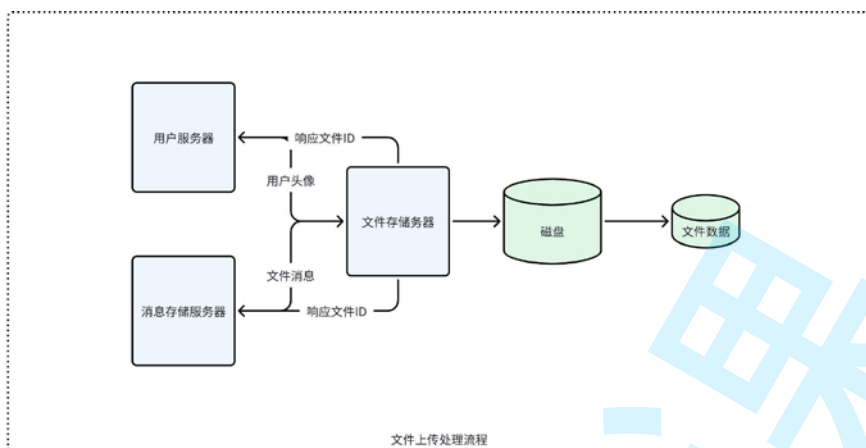 用户服务器
响应文件ID
用户头像
文件存储务器
磁盘
文件数据
文件消息
消息存储服务器
响应文件ID
文件上传处理流程